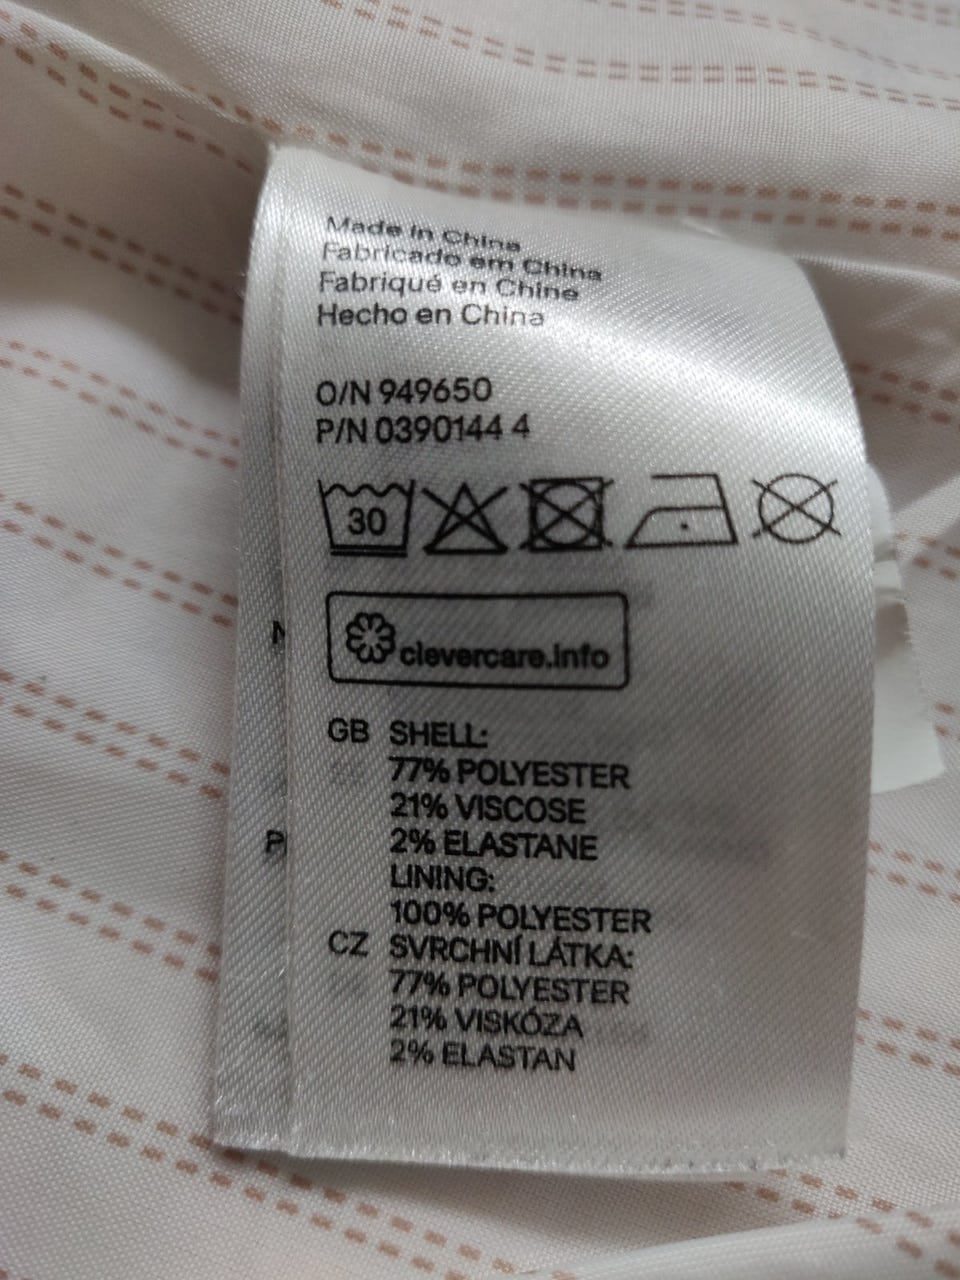 Made in China
Fabricado em China
Fabriqué en Chine
Hecho en China
O/N 949650
P/N 0390144 4
30
clevercare.info
GB SHELL:
77% POLYESTER
21% VISCOSE
2% ELASTANE
LINING:
100% POLYESTER
CZ SVRCHNÍ LÁTKA:
77% POLYESTER
21% VISKÓZA
2% ELASTAN